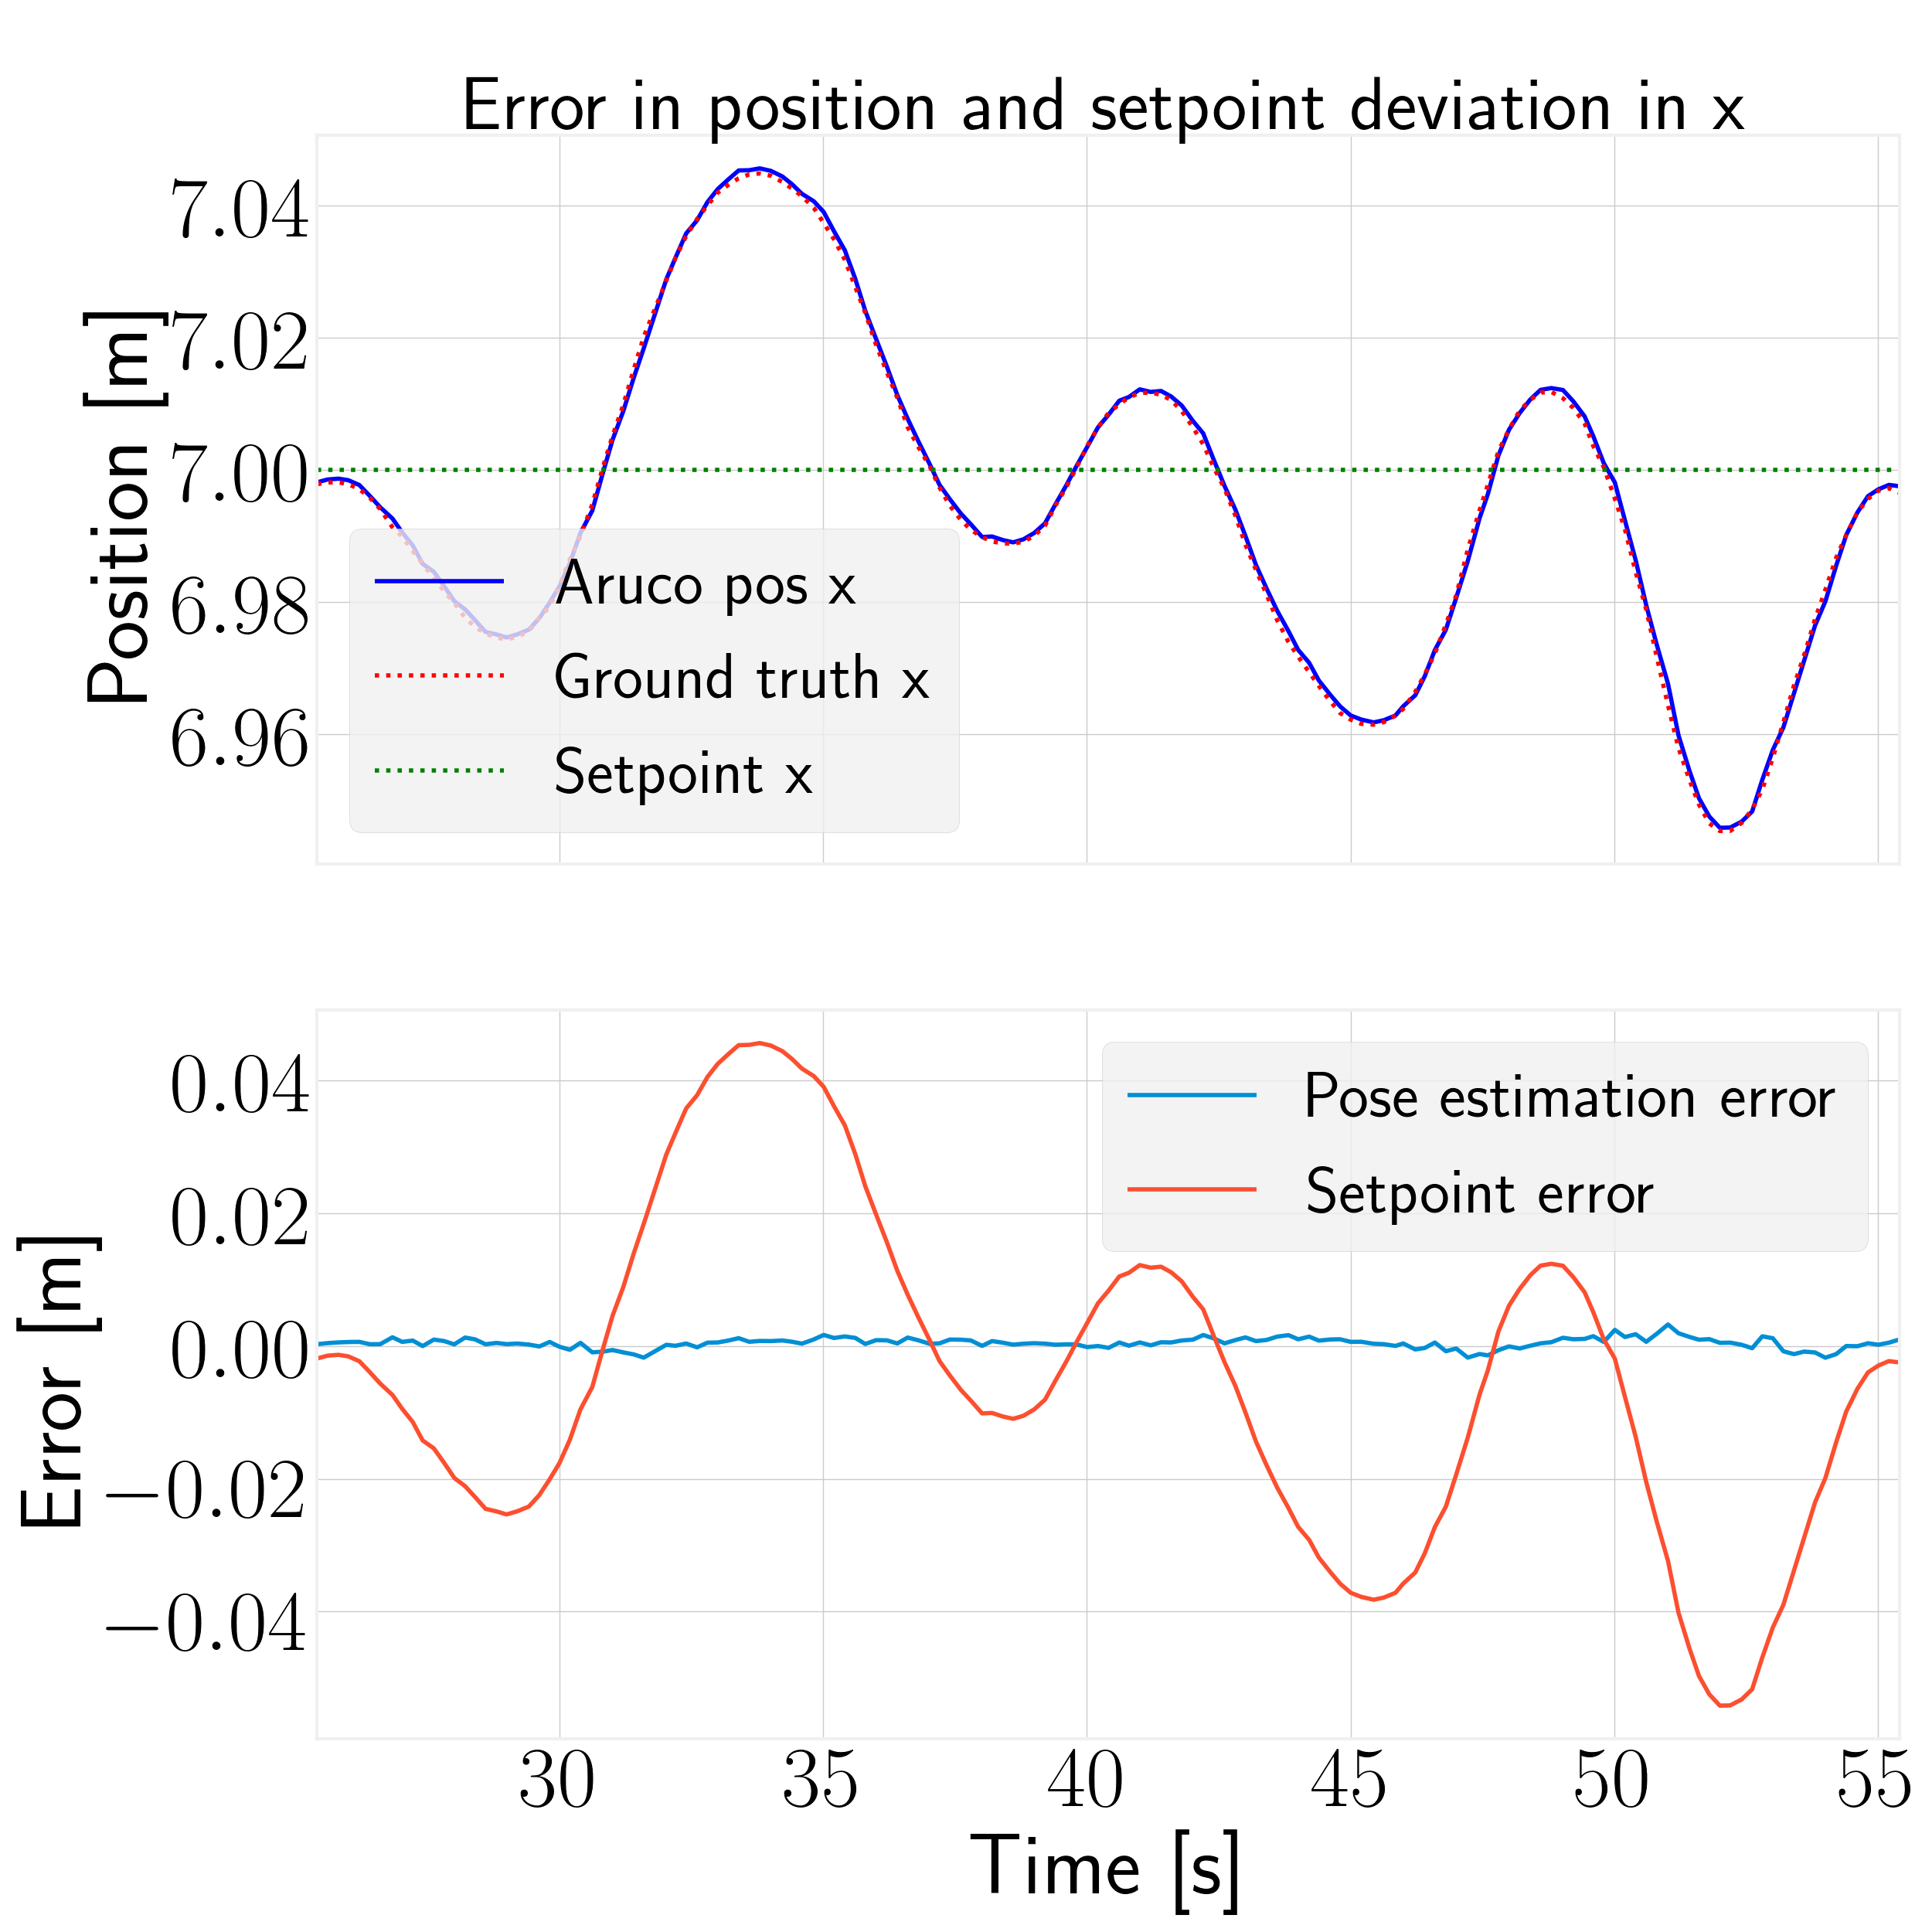 Error in position and setpoint deviation in x
Position [m]
7.04
7.02
7.00
6.98
6.96
Aruco pos x
Ground truth x
Setpoint x
Error [m]
0.04
0.02
0.00
−0.02
−0.04
Pose estimation error
Setpoint error
30 35 40 45 50 55
Time [s]